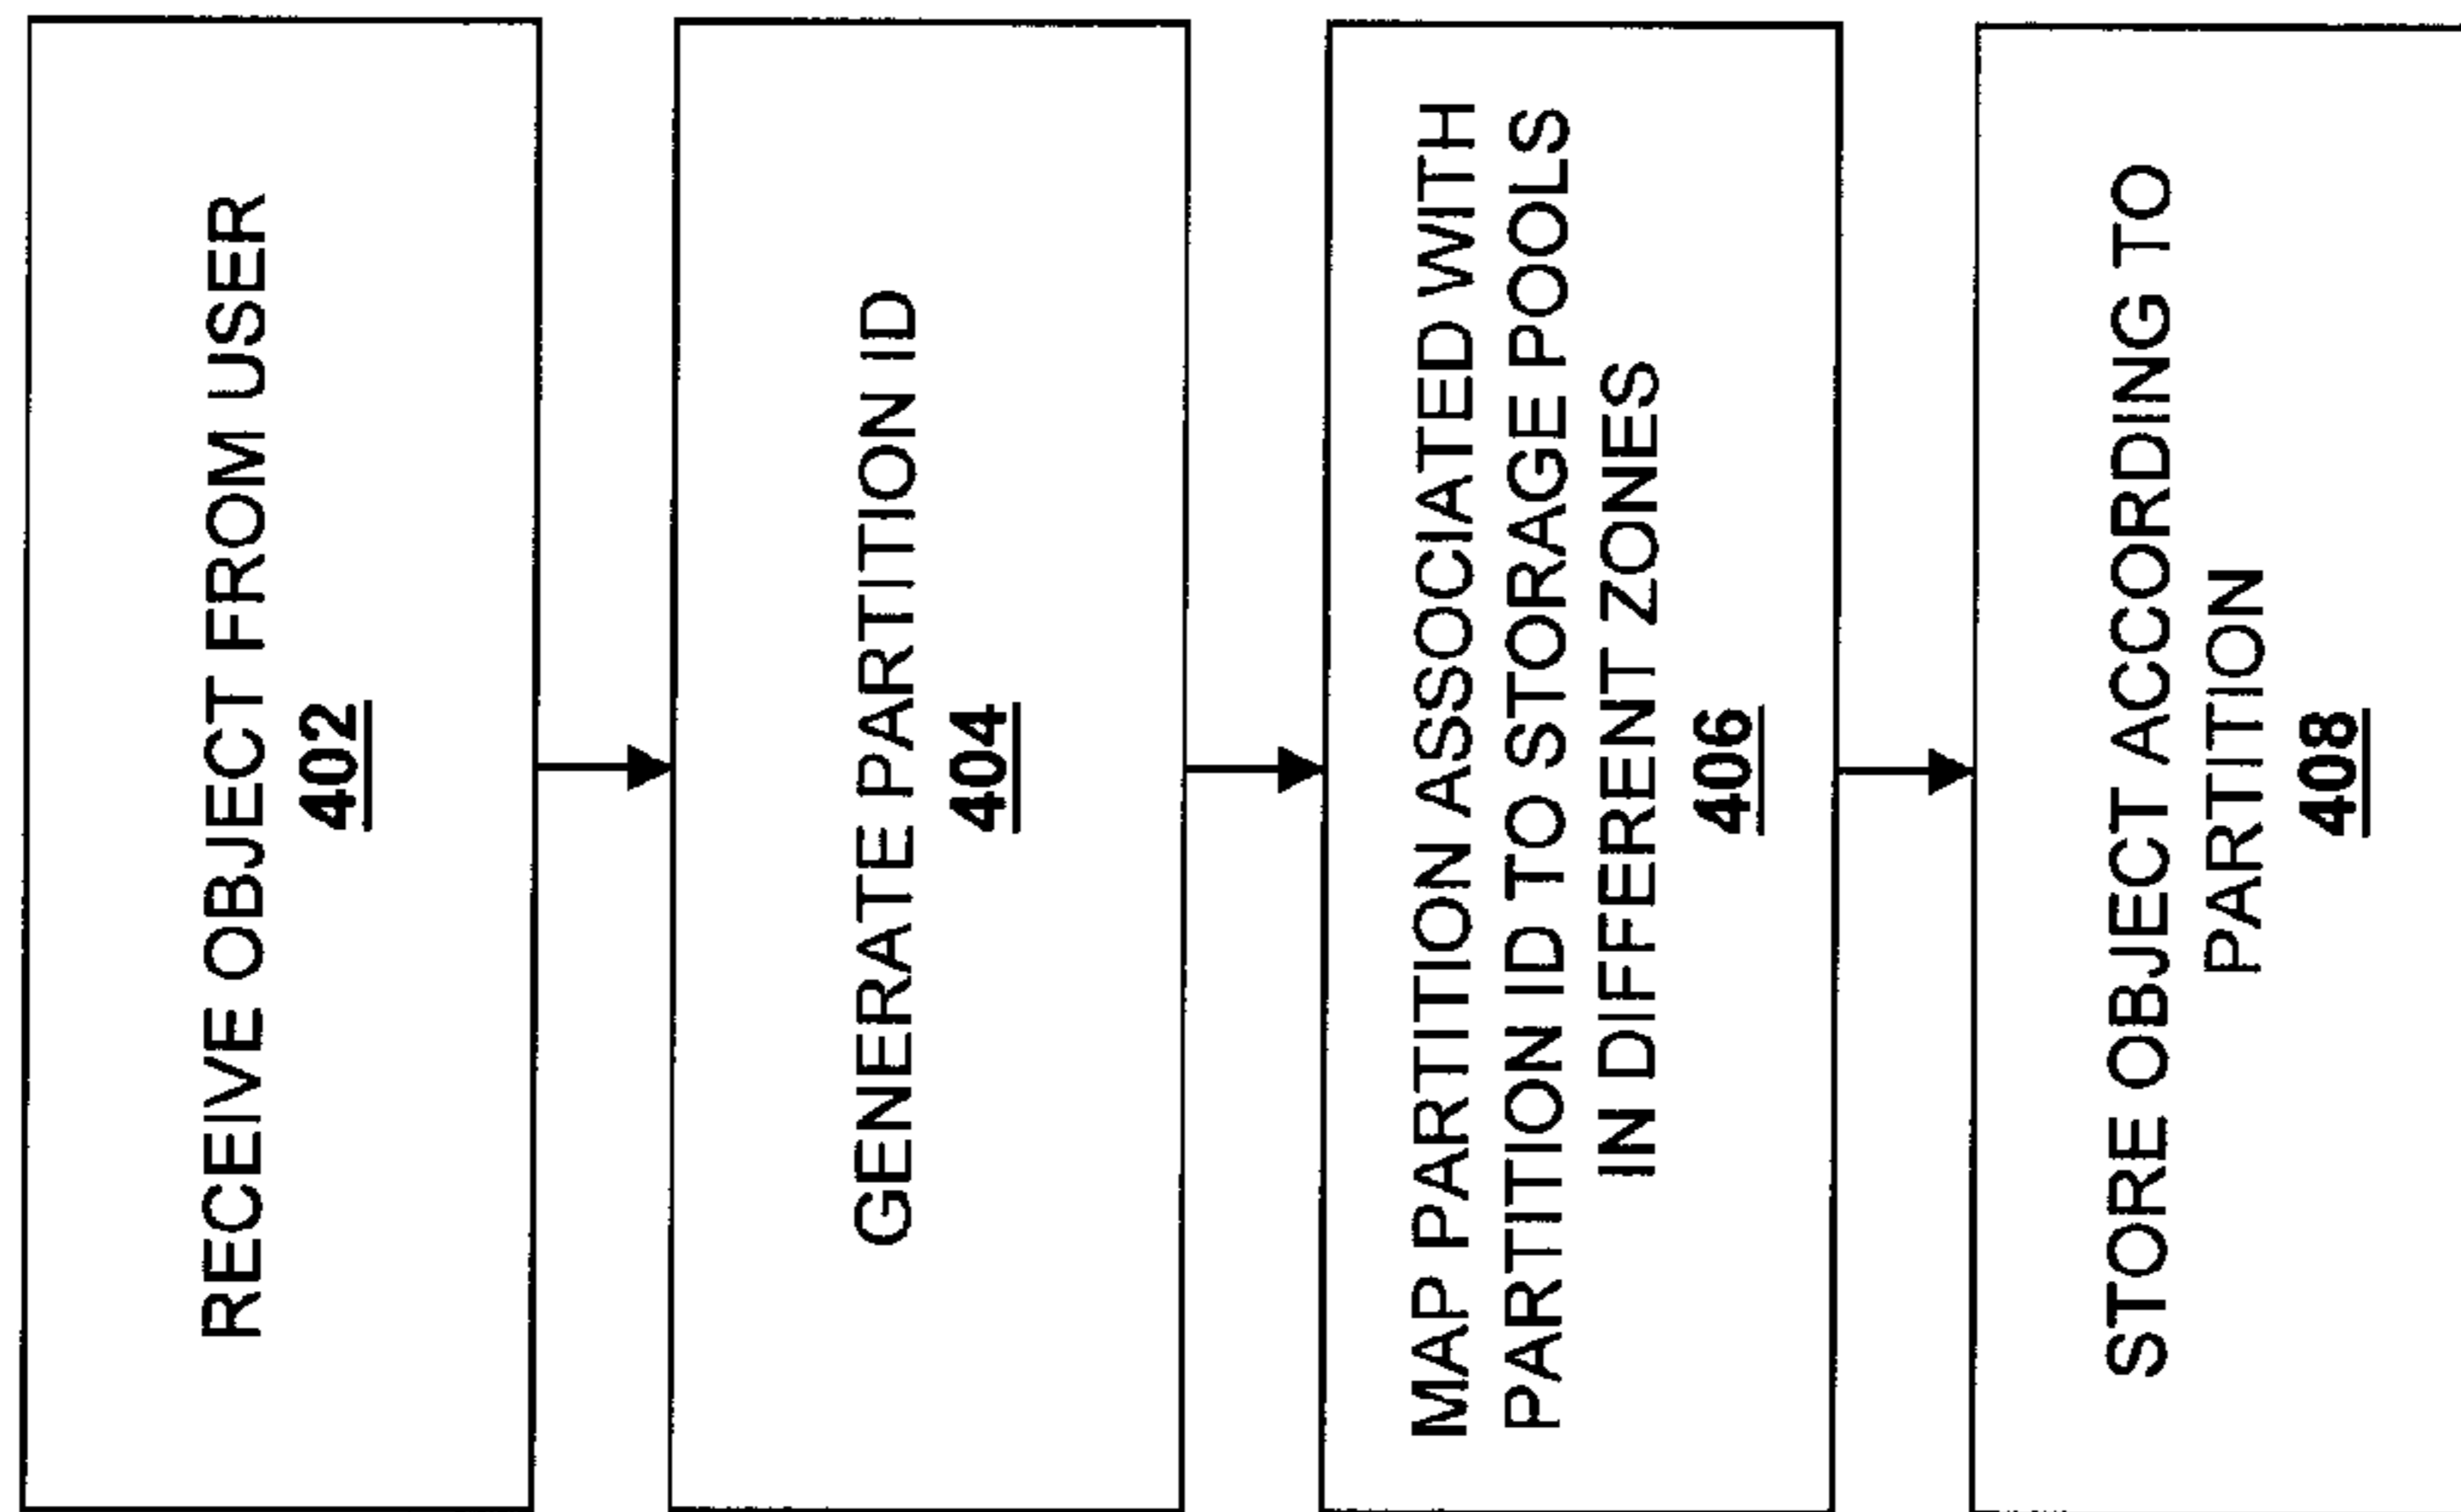 RECEIVE OBJECT FROM USER
402
GENERATE PARTITION ID
404
MAP PARTITION ASSOCIATED WITH
PARTITION ID TO STORAGE POOLS
IN DIFFERENT ZONES
406
STORE OBJECT ACCORDING TO
PARTITION
408